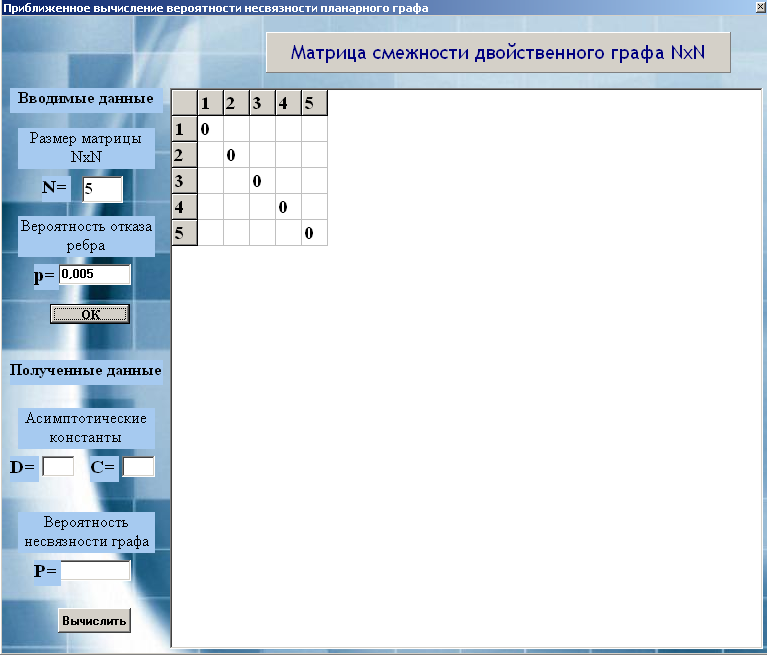 Приближенное вычисление вероятности несвязности планарного графа
Матрица смежности двойственного графа NxN
Вводимые данные
Размер матрицы
NxN
N= 5
Вероятность отказа
ребра
p= 0,005
ОК
Полученные данные
Асимптотические
константы
D= C=
Вероятность
несвязности графа
P=
Вычислить
1 2 3 4 5
1 0
2 0
3 0
4 0
5 0